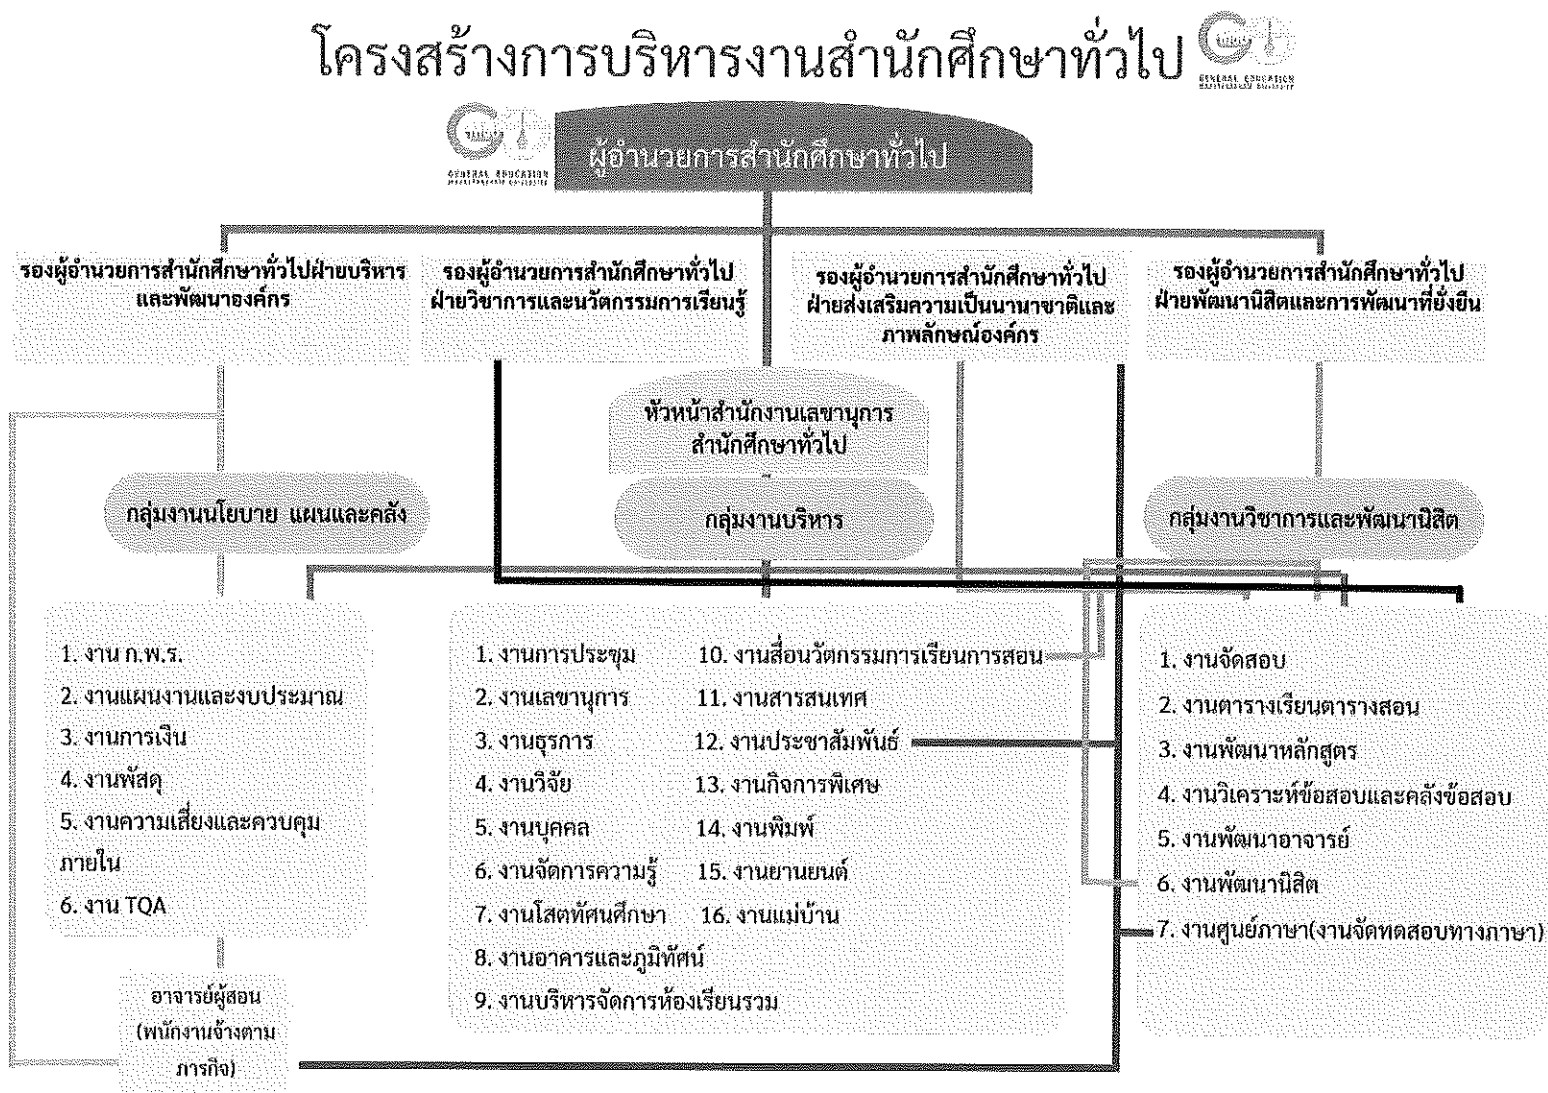 โครงสร้างการบริหารงานสำนักศึกษาทั่วไป
GENERAL EDUCATION
ผู้อำนวยการสำนักศึกษาทั่วไป
GENERAL EDUCATION
รองผู้อำนวยการสำนักศึกษาทั่วไปฝ่ายบริหาร
และพัฒนาองค์กร
รองผู้อำนวยการสำนักศึกษาทั่วไป
ฝ่ายวิชาการและนวัตกรรมการเรียนรู้
รองผู้อำนวยการสำนักศึกษาทั่วไป
ฝ่ายส่งเสริมความเป็นนานาชาติและ
ภาพลักษณ์องค์กร
รองผู้อำนวยการสำนักศึกษาทั่วไป
ฝ่ายพัฒนานิสิตและการพัฒนาที่ยั่งยืน
หัวหน้าสำนักงานเลขานุการ
สำนักศึกษาทั่วไป
กลุ่มงานนโยบาย แผนและคลัง
กลุ่มงานบริหาร
กลุ่มงานวิชาการและพัฒนานิสิต
1. งาน ก.พ.ร.
2. งานแผนงานและงบประมาณ
3. งานการเงิน
4. งานพัสดุ
5. งานความเสี่ยงและควบคุม
ภายใน
6. งาน TQA
อาจารย์ผู้สอน
(พนักงานจ้างตาม
ภารกิจ)
1. งานการประชุม
2. งานเลขานุการ
3. งานธุรการ
4. งานวิจัย
5. งานบุคคล
6. งานจัดการความรู้
7. งานโสตทัศนศึกษา
8. งานอาคารและภูมิทัศน์
9. งานบริหารจัดการห้องเรียนรวม
10. งานสื่อนวัตกรรมการเรียนการสอน
11. งานสารสนเทศ
12. งานประชาสัมพันธ์
13. งานกิจการพิเศษ
14. งานพิมพ์
15. งานยานยนต์
16. งานแม่บ้าน
1. งานจัดสอบ
2. งานตารางเรียนตารางสอน
3. งานพัฒนาหลักสูตร
4. งานวิเคราะห์ข้อสอบและคลังข้อสอบ
5. งานพัฒนาอาจารย์
6. งานพัฒนานิสิต
7. งานศูนย์ภาษา(งานจัดทดสอบทางภาษา)